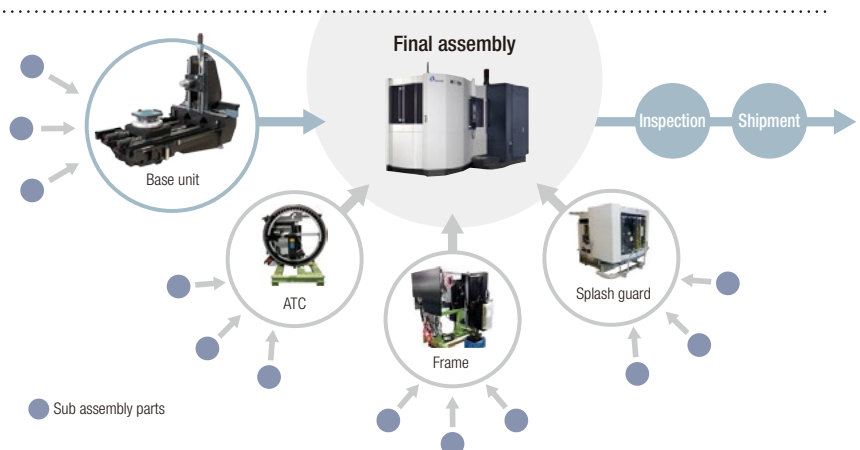 Final assembly
Inspection
Shipment
Base unit
ATC
Splash guard
Frame
Sub assembly parts